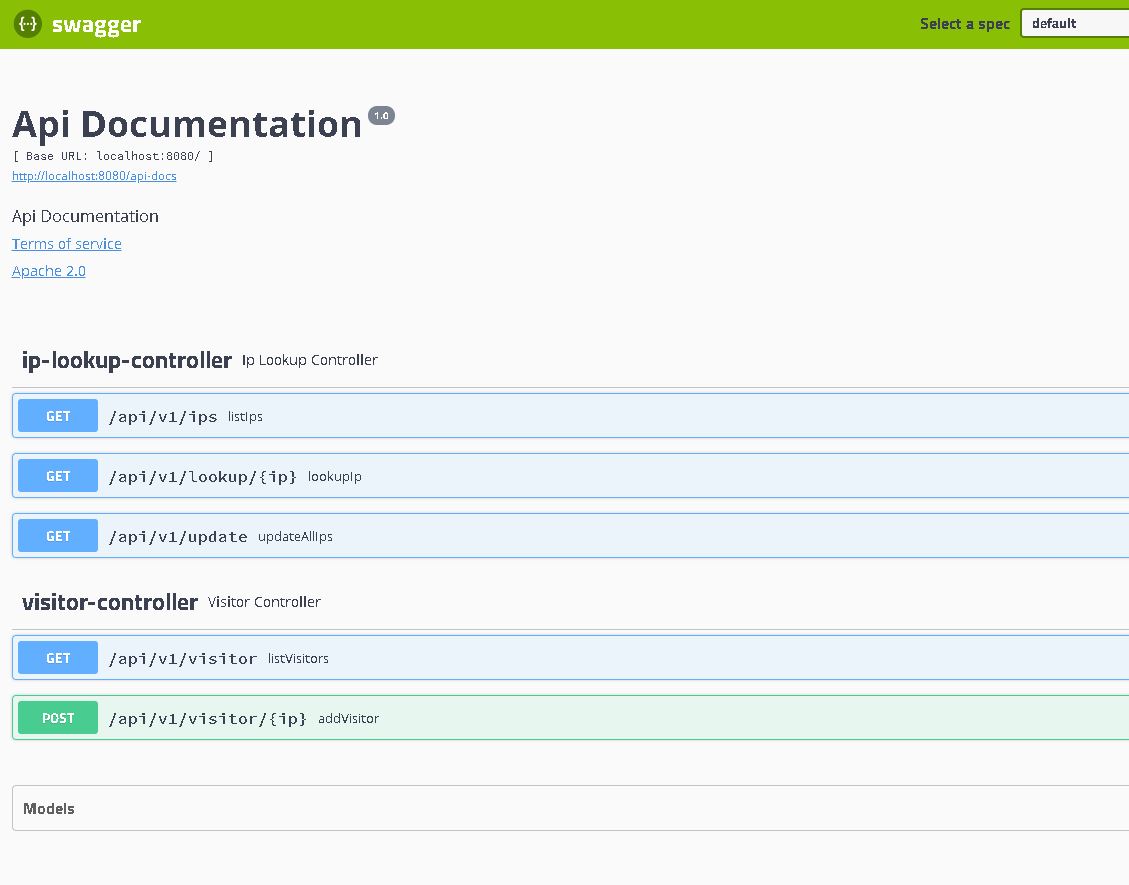 {··} swagger Select a spec default
Api Documentation 1.0
[ Base URL: localhost:8080/ ]
http://localhost:8080/api-docs
Api Documentation
Terms of service
Apache 2.0
ip-lookup-controller Ip Lookup Controller
GET /api/v1/ips listIps
GET /api/v1/lookup/{ip} lookupIp
GET /api/v1/update updateAllIps
visitor-controller Visitor Controller
GET /api/v1/visitor listVisitors
POST /api/v1/visitor/{ip} addVisitor
Models